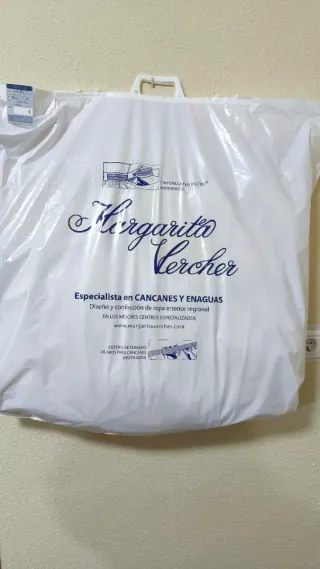 Margarita
Vercher
Especialista en CANCANES Y ENAGUAS
Diseño y confección de ropa interior regional
EN LOS MEJORES CENTROS ESPECIALIZADOS
www.margaritavercher.com